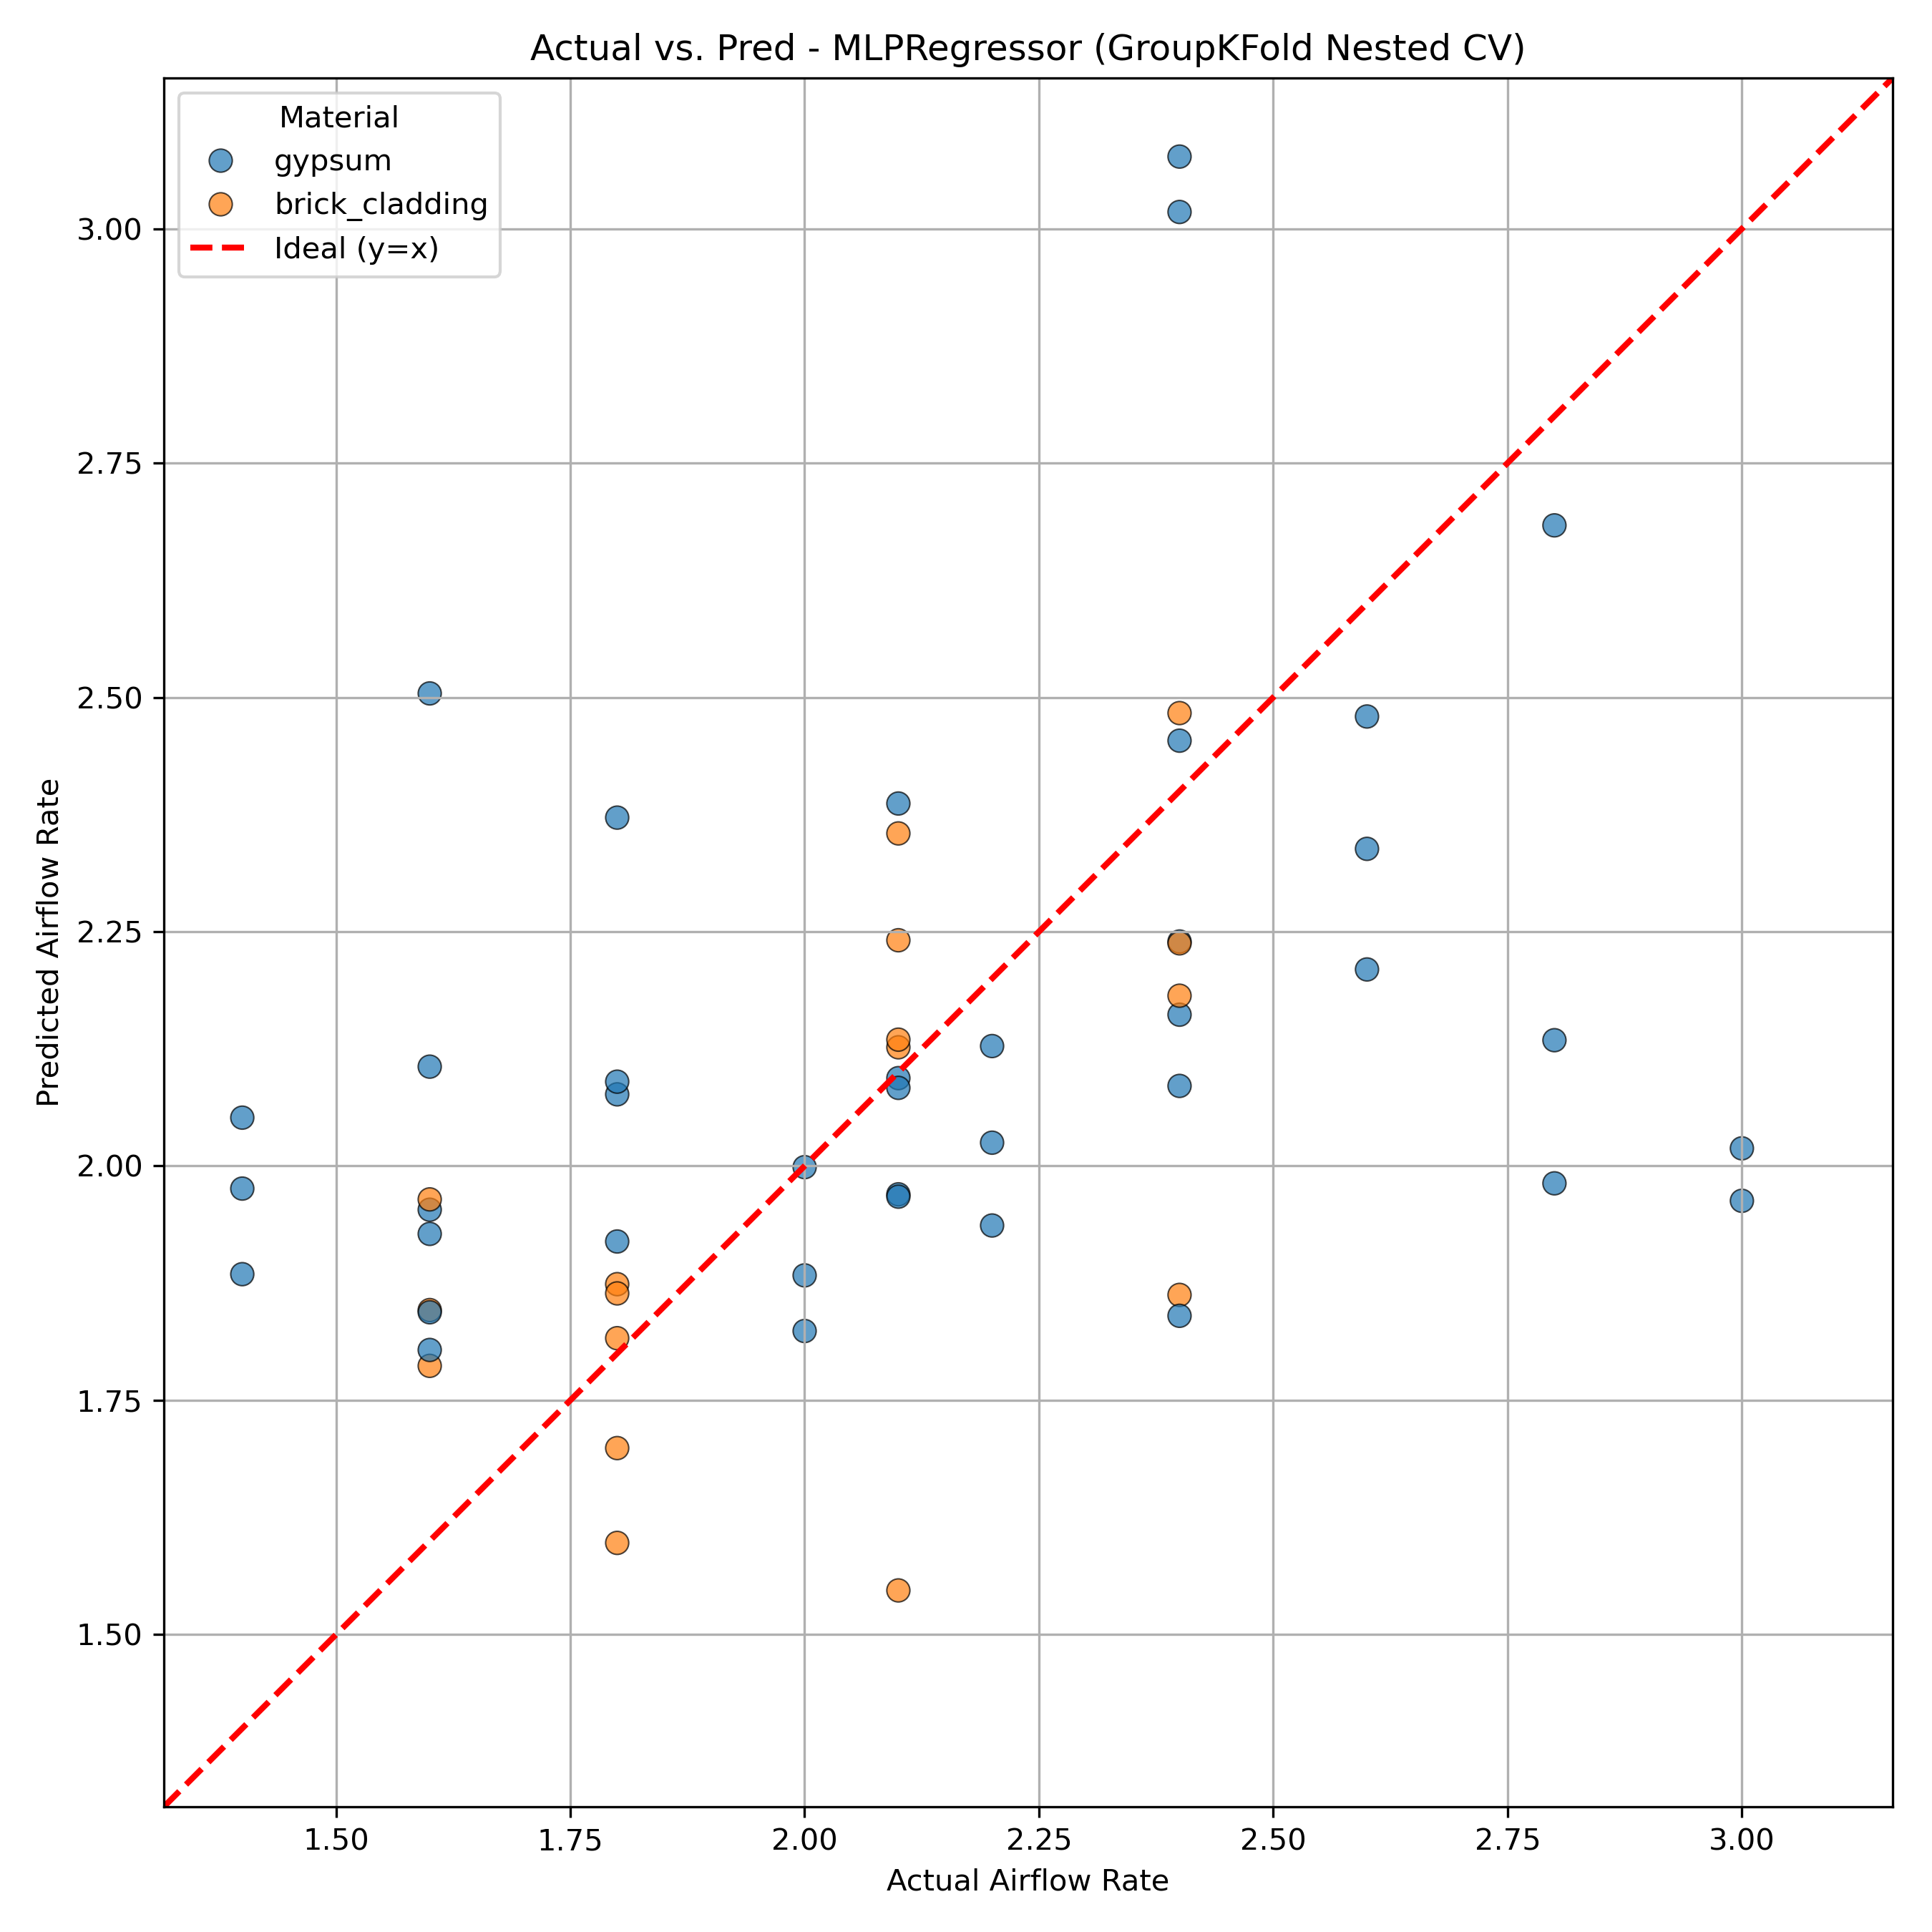 Actual vs. Pred - MLPRegressor (GroupKFold Nested CV)
Material
gypsum
brick_cladding
Ideal (y=x)
3.00
2.75
2.50
2.25
2.00
1.75
1.50
Predicted Airflow Rate
1.50 1.75 2.00 2.25 2.50 2.75 3.00
Actual Airflow Rate